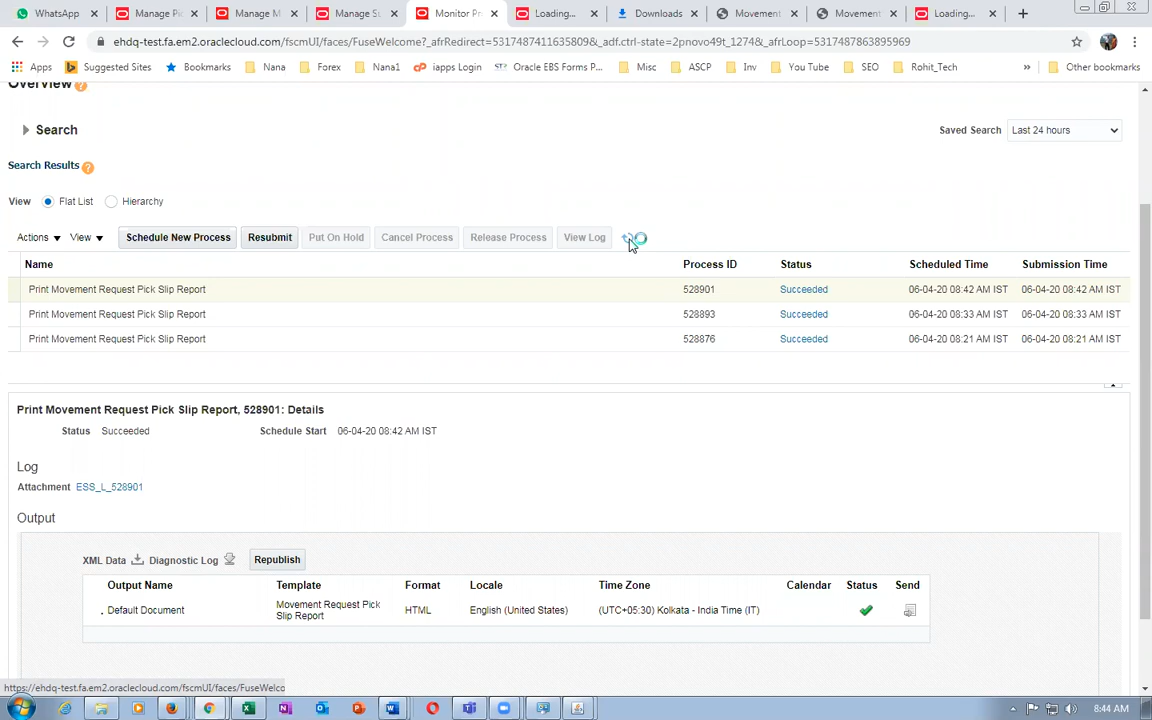 WhatsApp Manage Pic Manage M Manage Su Monitor Pr Loading... Downloads Movement Movement Loading...
ehdq-test.fa.em2.oraclecloud.com/fscmUI/faces/FuseWelcome?_afrRedirect=5317487411635809&_adf.ctrl-state=2pnovo49t_1274&_afrLoop=5317487863895969
Apps Suggested Sites Bookmarks Nana Forex Nana1 iapps Login Oracle EBS Forms P... Misc ASCP Inv You Tube SEO Rohit_Tech » Other bookmarks
Overview
Search Saved Search Last 24 hours
Search Results
View Flat List Hierarchy
Actions View Schedule New Process Resubmit Put On Hold Cancel Process Release Process View Log
Name Process ID Status Scheduled Time Submission Time
Print Movement Request Pick Slip Report 528901 Succeeded 06-04-20 08:42 AM IST 06-04-20 08:42 AM IST
Print Movement Request Pick Slip Report 528893 Succeeded 06-04-20 08:33 AM IST 06-04-20 08:33 AM IST
Print Movement Request Pick Slip Report 528876 Succeeded 06-04-20 08:21 AM IST 06-04-20 08:21 AM IST
Print Movement Request Pick Slip Report, 528901: Details
Status Succeeded Schedule Start 06-04-20 08:42 AM IST
Log
Attachment ESS_L_528901
Output
XML Data Diagnostic Log Republish
Output Name Template Format Locale Time Zone Calendar Status Send
. Default Document Movement Request Pick Slip Report HTML English (United States) (UTC+05:30) Kolkata - India Time (IT)
https://ehdq-test.fa.em2.oraclecloud.com/fscmUI/faces/FuseWelco
8:44 AM